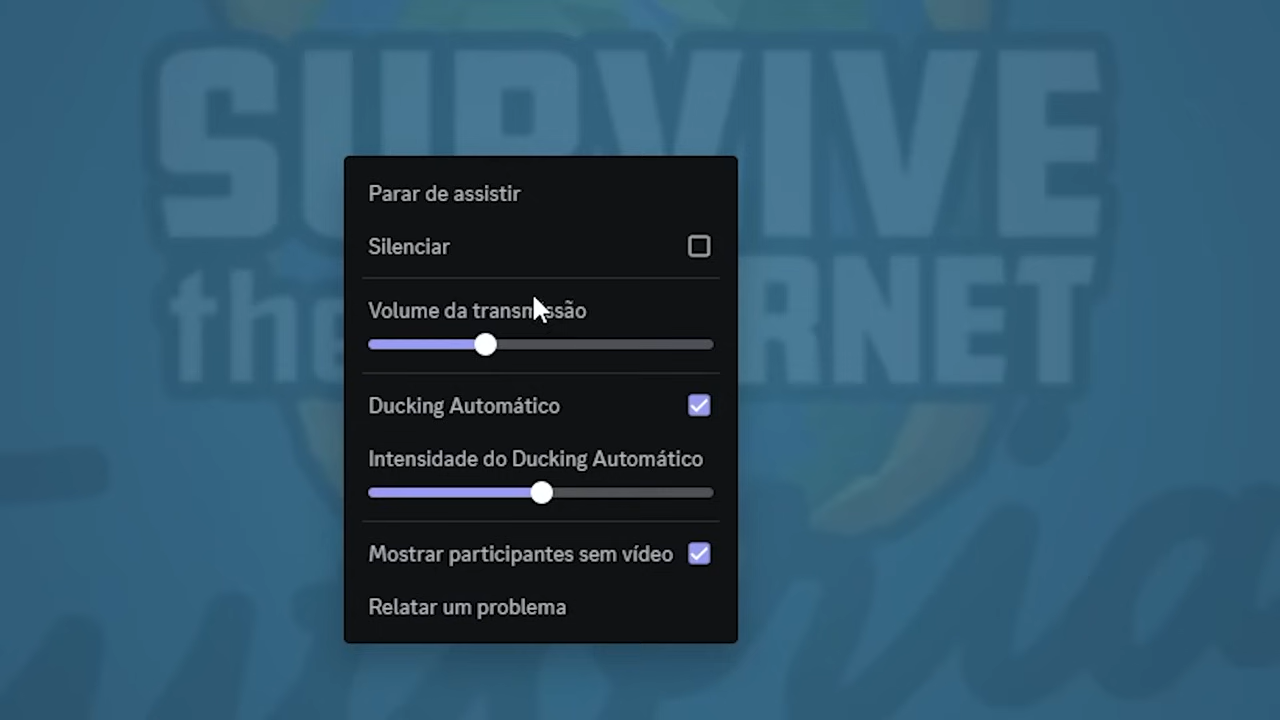 SURVIVE
Parar de assistir
Silenciar
Volume da transmissão
Ducking Automático
Intensidade do Ducking Automático
Mostrar participantes sem vídeo
Relatar um problema